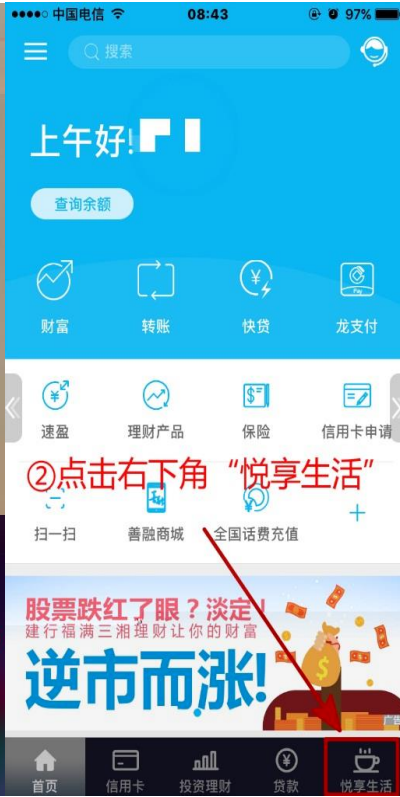 中国电信 08:43 97%
搜索
上午好!
查询余额
财富 转账 快贷 龙支付
Pay
速盈 理财产品 保险 信用卡申请
②点击右下角“悦享生活”
扫一扫 善融商城 全国话费充值
股票跌红了眼？淡定！
建行福满三湘理财让你的财富
逆市而涨!
广告
首页 信用卡 投资理财 贷款 悦享生活